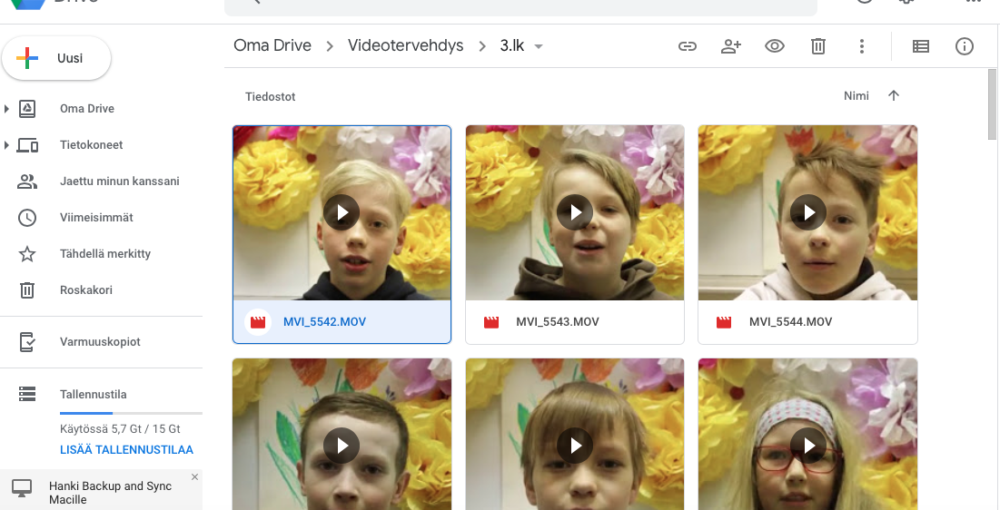 Drive
Oma Drive > Videotervehdys > 3.lk
Uusi
Tiedostot
Nimi
Oma Drive
Tietokoneet
Jaettu minun kanssani
Viimeisimmät
Tähdellä merkitty
Roskakori
MVI_5542.MOV
MVI_5543.MOV
MVI_5544.MOV
Varmuuskopiot
Tallennustila
Käytössä 5,7 Gt / 15 Gt
LISÄÄ TALLENNUSTILAA
Hanki Backup and Sync
Macille